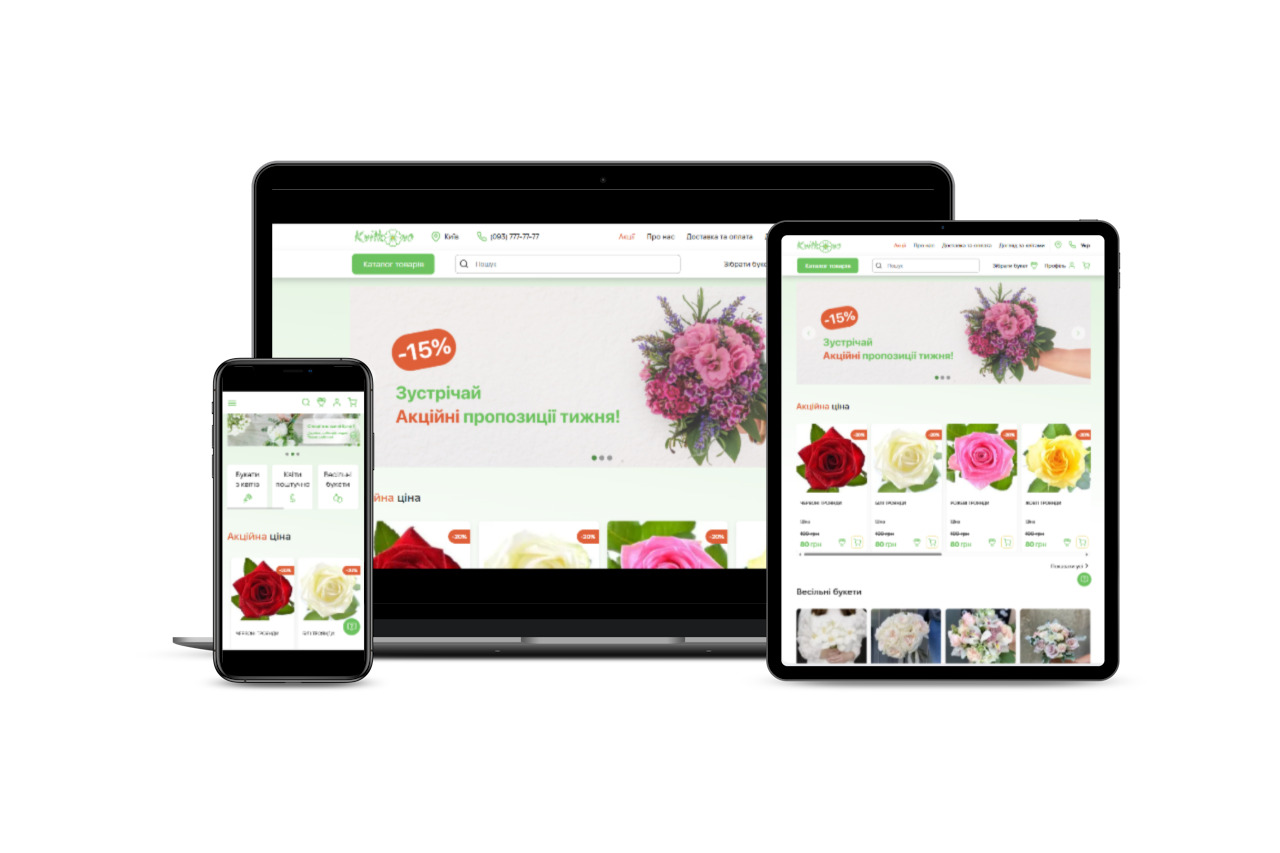 Квітково
Київ
(093) 777-77-77
Акції
Про нас
Доставка та оплата
Каталог товарів
Пошук
Зібрати буке
-15%
Зустрічай
Акційні пропозиції тижня!
йна ціна
-20%
-20%
-20%
Букети
з квітів
Квіти
поштучно
Весільні
букети
Акційна ціна
-20%
-20%
ЧЕРВОНІ ТРОЯНДИ
БІЛІ ТРОЯНДИ
Квітково
Акції
Про нас
Доставка та оплата
Догляд за квітами
Укр
Каталог товарів
Пошук
Зібрати букет
Профіль
-15%
Зустрічай
Акційні пропозиції тижня!
Акційна ціна
-20%
-20%
-20%
-20%
ЧЕРВОНІ ТРОЯНДИ
БІЛІ ТРОЯНДИ
РОЖЕВІ ТРОЯНДИ
ЖОВТІ ТРОЯНДИ
Ціна
Ціна
Ціна
Ціна
100 грн
100 грн
100 грн
100 грн
80 грн
80 грн
80 грн
80 грн
Показати усі
Весільні букети